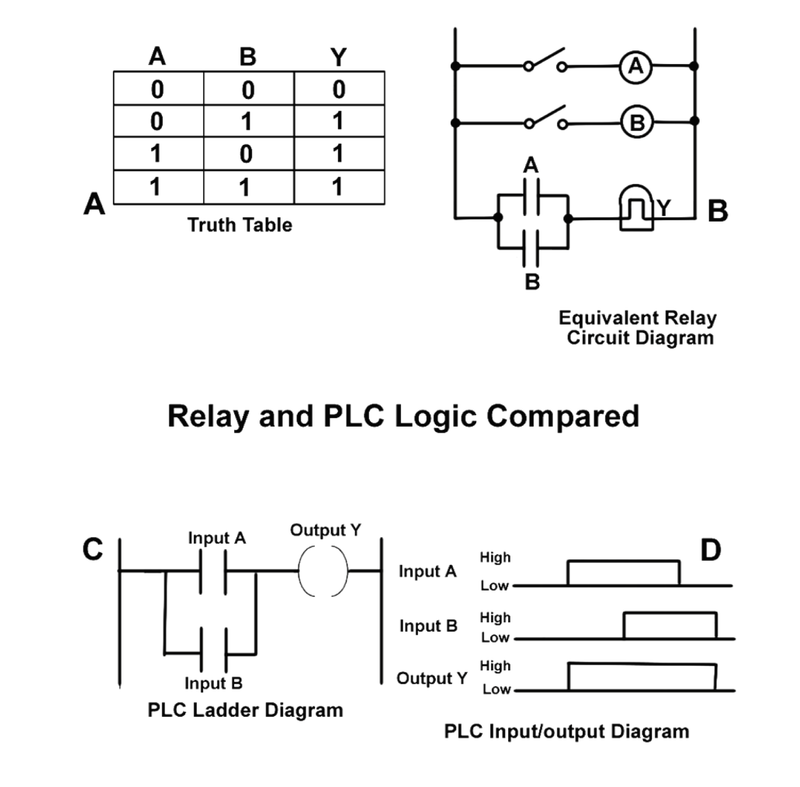 A B Y
0 0 0
0 1 1
1 0 1
1 1 1
A
Truth Table
A
B
A
Y
B
B
Equivalent Relay
Circuit Diagram
Relay and PLC Logic Compared
C
Input A
Output Y
Input B
PLC Ladder Diagram
D
Input A
High
Low
Input B
High
Low
Output Y
High
Low
PLC Input/output Diagram